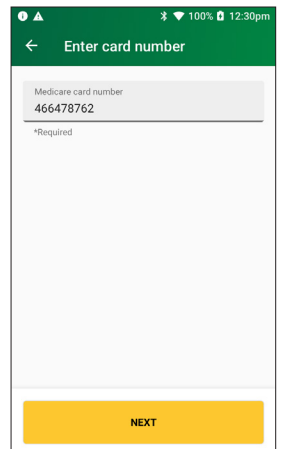 100% 12:30pm
Enter card number
Medicare card number
466478762
*Required
NEXT